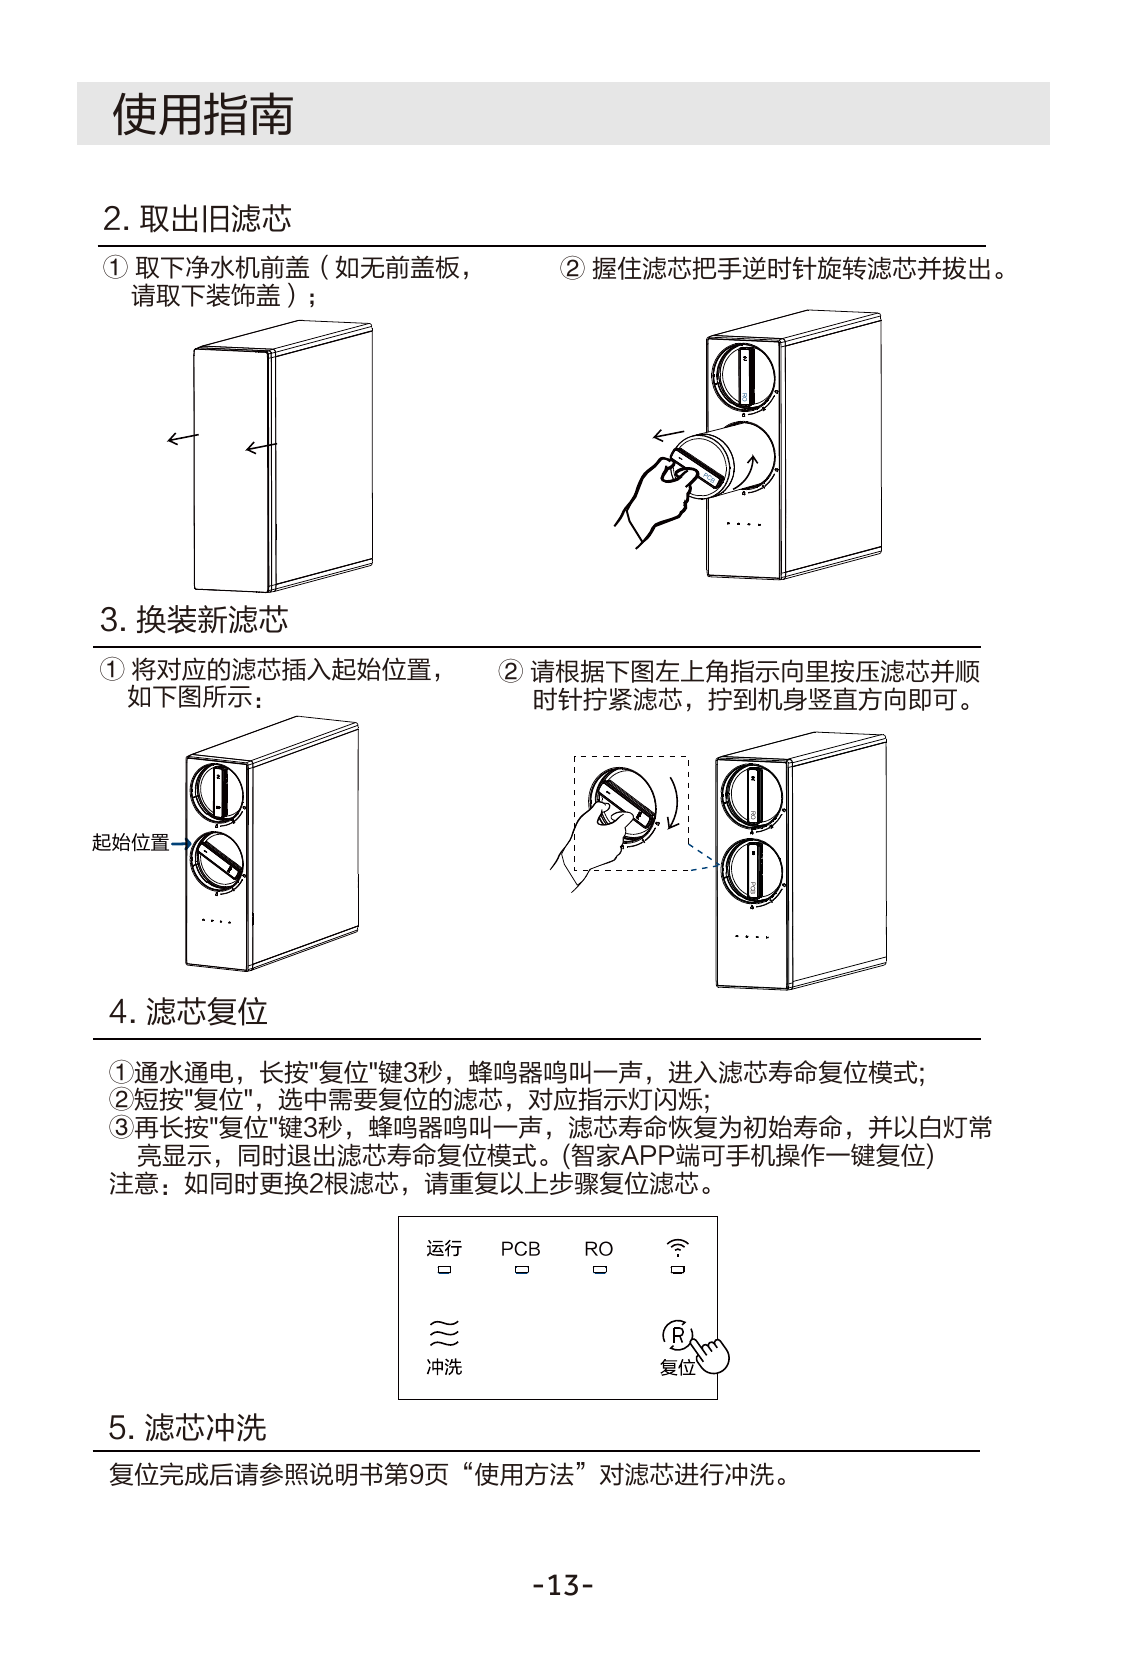 使用指南
2. 取出旧滤芯
① 取下净水机前盖（如无前盖板，
请取下装饰盖）；
② 握住滤芯把手逆时针旋转滤芯并拔出。
RO
PCB
3. 换装新滤芯
① 将对应的滤芯插入起始位置，
如下图所示：
② 请根据下图左上角指示向里按压滤芯并顺
时针拧紧滤芯，拧到机身竖直方向即可。
起始位置
RO
PCB
4. 滤芯复位
①通水通电，长按"复位"键3秒，蜂鸣器鸣叫一声，进入滤芯寿命复位模式;
②短按"复位"，选中需要复位的滤芯，对应指示灯闪烁;
③再长按"复位"键3秒，蜂鸣器鸣叫一声，滤芯寿命恢复为初始寿命，并以白灯常
亮显示，同时退出滤芯寿命复位模式。(智家APP端可手机操作一键复位)
注意：如同时更换2根滤芯，请重复以上步骤复位滤芯。
运行 PCB RO
R
冲洗 复位
5. 滤芯冲洗
复位完成后请参照说明书第9页“使用方法”对滤芯进行冲洗。
-13-